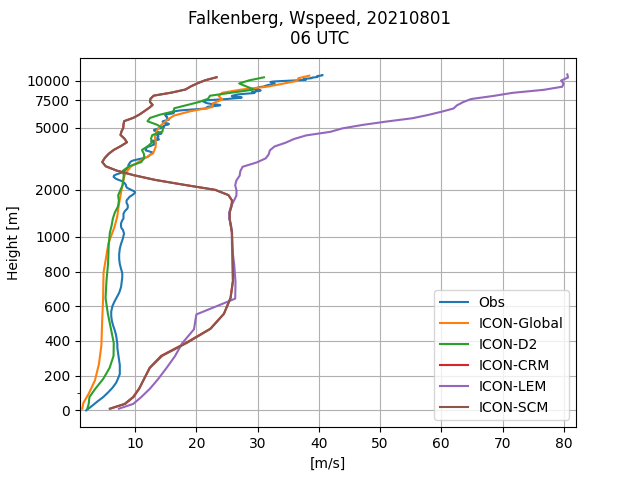 Falkenberg, Wspeed, 20210801
06 UTC
Height [m]
10000
7500
5000
2000
1000
800
600
400
200
0
10
20
30
40
50
60
70
80
[m/s]
Obs
ICON-Global
ICON-D2
ICON-CRM
ICON-LEM
ICON-SCM